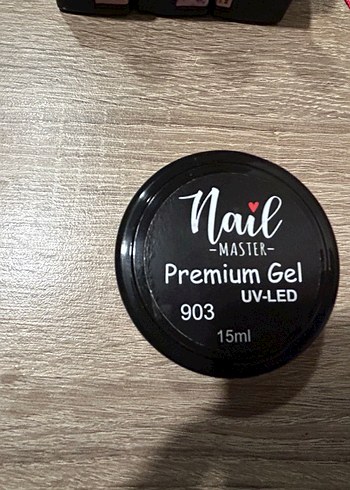 Nail
-MASTER-
Premium Gel
UV-LED
903
15ml